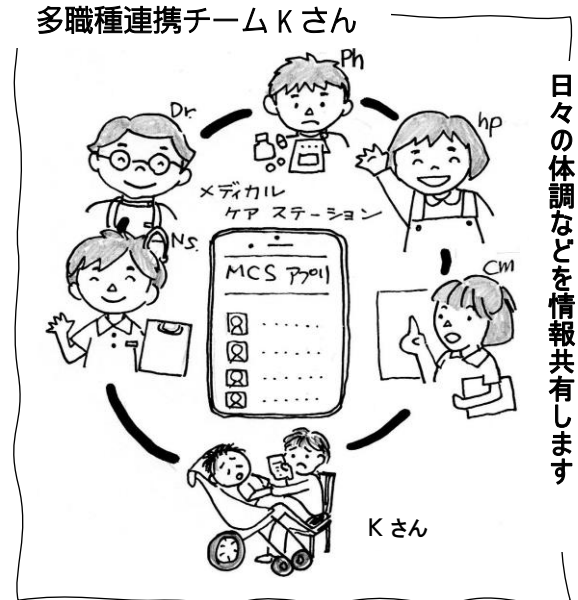 多職種連携チームKさん
Ph
Dr.
hp
メディカル
ケア ステーション
Ns.
MCS アプリ
cm
日々の体調などを情報共有します
Kさん